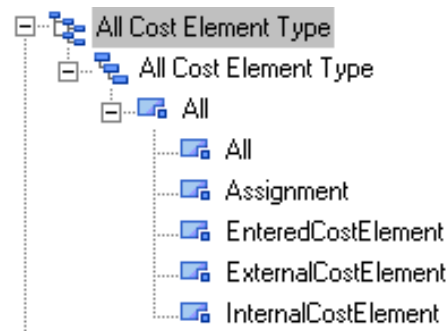 All Cost Element Type
All Cost Element Type
All
All
Assignment
EnteredCostElement
ExternalCostElement
InternalCostElement